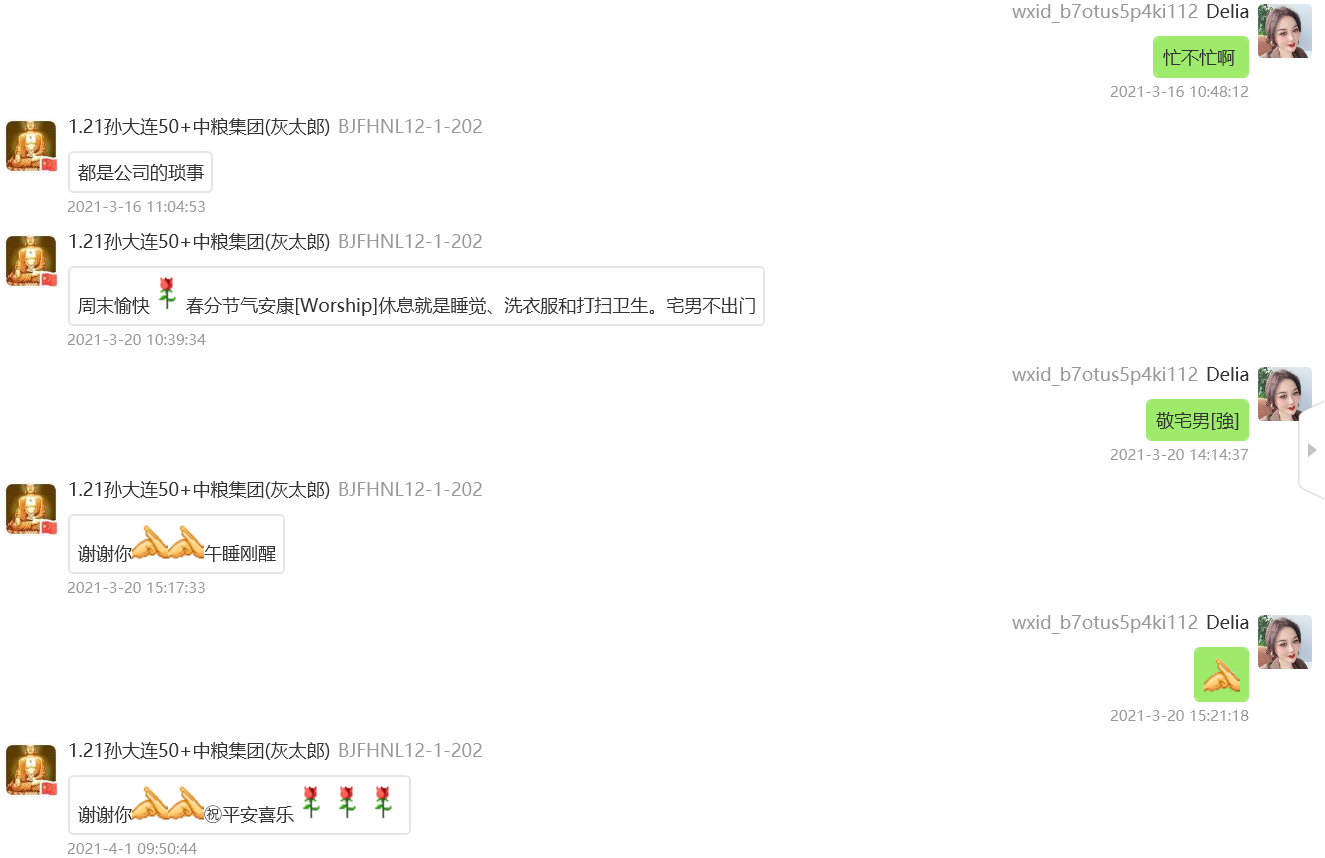 wxid_b7otus5p4ki112 Delia
忙不忙啊
2021-3-16 10:48:12
1.21孙大连50+中粮集团(灰太郎) BJFHNL12-1-202
都是公司的琐事
2021-3-16 11:04:53
1.21孙大连50+中粮集团(灰太郎) BJFHNL12-1-202
周末愉快🌹春分节气安康[Worship]休息就是睡觉、洗衣服和打扫卫生。宅男不出门
2021-3-20 10:39:34
wxid_b7otus5p4ki112 Delia
敬宅男[強]
2021-3-20 14:14:37
1.21孙大连50+中粮集团(灰太郎) BJFHNL12-1-202
谢谢你午睡刚醒
2021-3-20 15:17:33
wxid_b7otus5p4ki112 Delia
2021-3-20 15:21:18
1.21孙大连50+中粮集团(灰太郎) BJFHNL12-1-202
谢谢你㊗平安喜乐🌹🌹🌹
2021-4-1 09:50:44